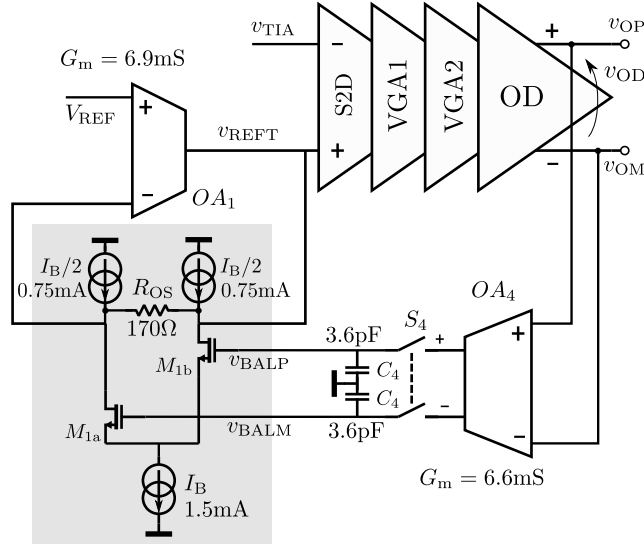 v_TIA
+
v_OP
G_m = 6.9mS
−
v_OD
S2D
VGA1
VGA2
OD
V_REF
+
v_REFT
−
+
−
v_OM
OA_1
I_B/2
0.75mA
I_B/2
0.75mA
R_OS
170Ω
OA_4
3.6pF
S_4
+
+
M_1b
v_BALP
C_4
C_4
M_1a
v_BALM
3.6pF
−
−
I_B
1.5mA
G_m = 6.6mS